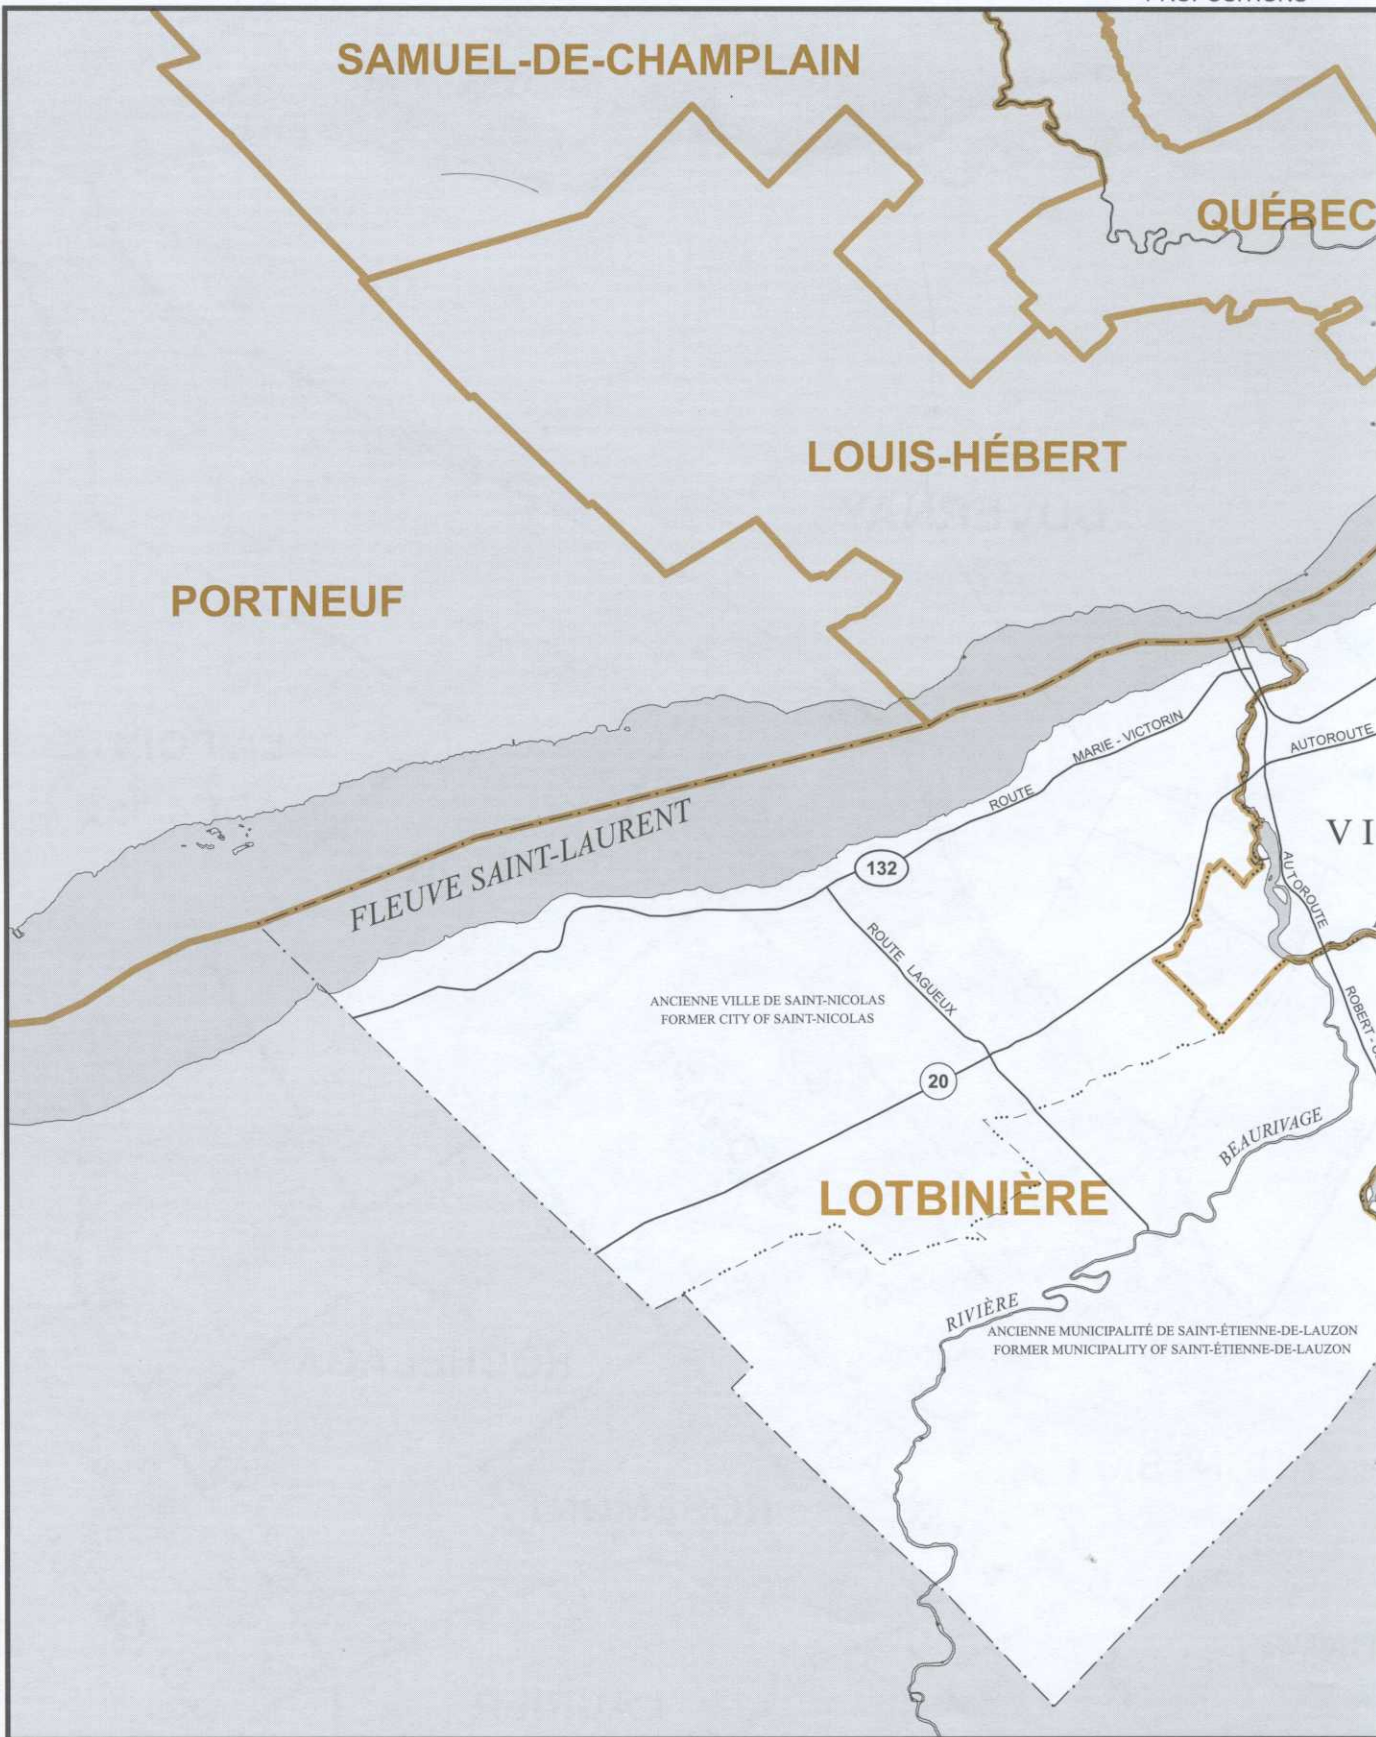 SAMUEL-DE-CHAMPLAIN
QUÉBEC
LOUIS-HÉBERT
PORTNEUF
MARIE - VICTORIN
ROUTE
AUTOROUTE
FLEUVE SAINT-LAURENT
132
VI
AUTOROUTE
ROUTE LAGUEUX
ANCIENNE VILLE DE SAINT-NICOLAS
FORMER CITY OF SAINT-NICOLAS
ROBERT -
20
BEAURIVAGE
LOTBINIÈRE
RIVIÈRE
ANCIENNE MUNICIPALITÉ DE SAINT-ÉTIENNE-DE-LAUZON
FORMER MUNICIPALITY OF SAINT-ÉTIENNE-DE-LAUZON